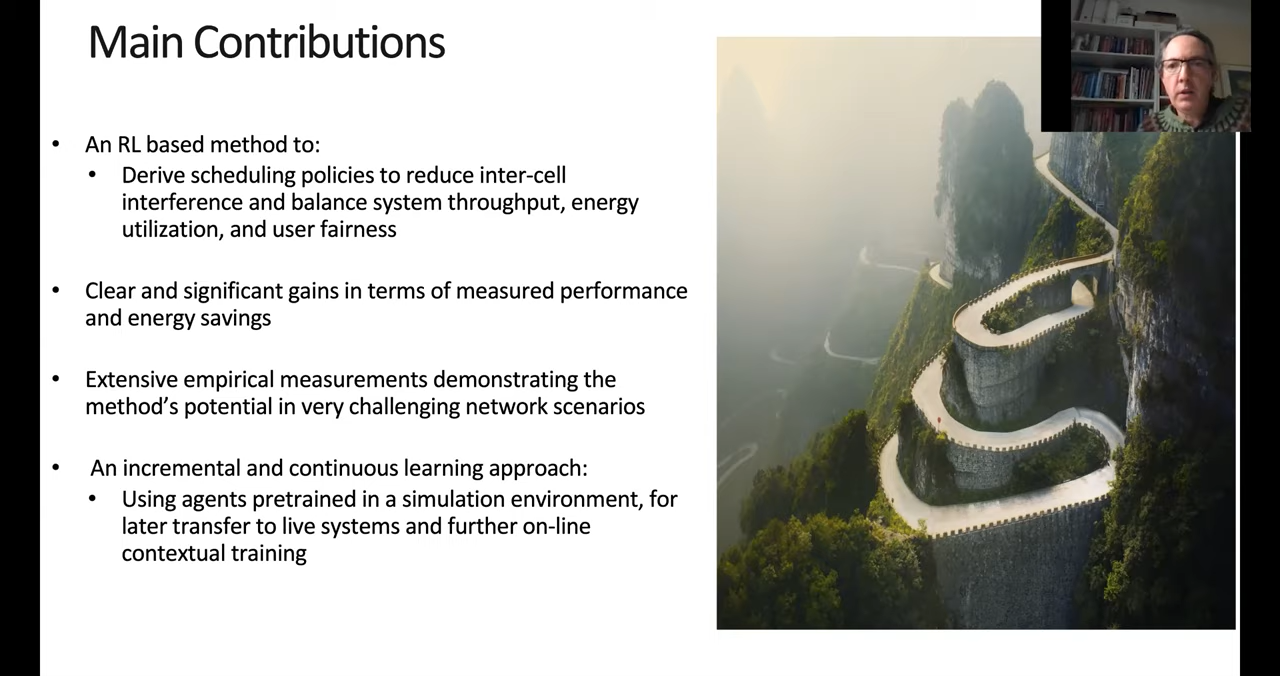 Main Contributions
• An RL based method to:
• Derive scheduling policies to reduce inter-cell
interference and balance system throughput, energy
utilization, and user fairness
• Clear and significant gains in terms of measured performance
and energy savings
• Extensive empirical measurements demonstrating the
method’s potential in very challenging network scenarios
• An incremental and continuous learning approach:
• Using agents pretrained in a simulation environment, for
later transfer to live systems and further on-line
contextual training